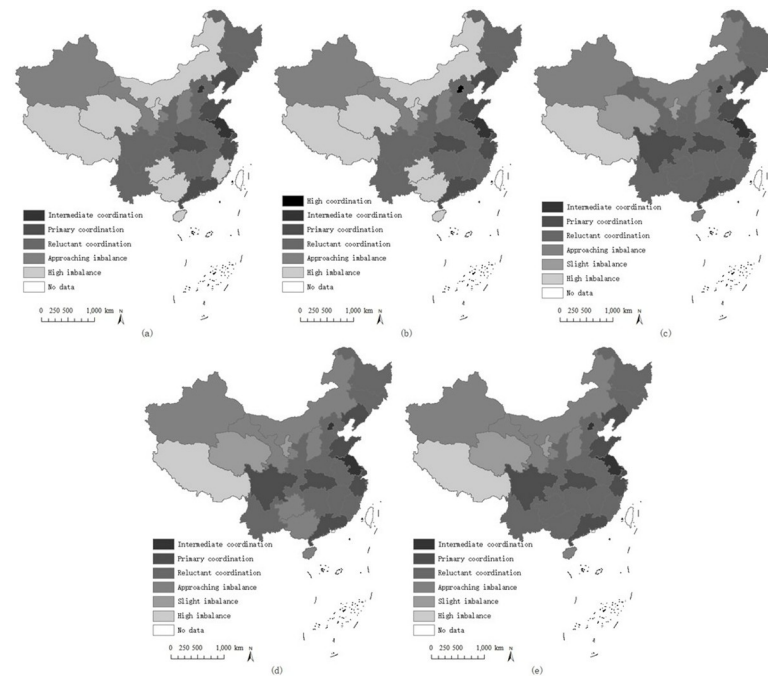 Intermediate coordination
Primary coordination
Reluctant coordination
Approaching imbalance
High imbalance
No data
0 250 500 1,000 km
N
(a)
High coordination
Intermediate coordination
Primary coordination
Reluctant coordination
Approaching imbalance
High imbalance
No data
0 250 500 1,000 km
N
(b)
Intermediate coordination
Primary coordination
Reluctant coordination
Approaching imbalance
Slight imbalance
High imbalance
No data
0 250 500 1,000 km
N
(c)
Intermediate coordination
Primary coordination
Reluctant coordination
Approaching imbalance
Slight imbalance
High imbalance
No data
0 250 500 1,000 km
N
(d)
Intermediate coordination
Primary coordination
Reluctant coordination
Approaching imbalance
Slight imbalance
High imbalance
No data
0 250 500 1,000 km
N
(e)